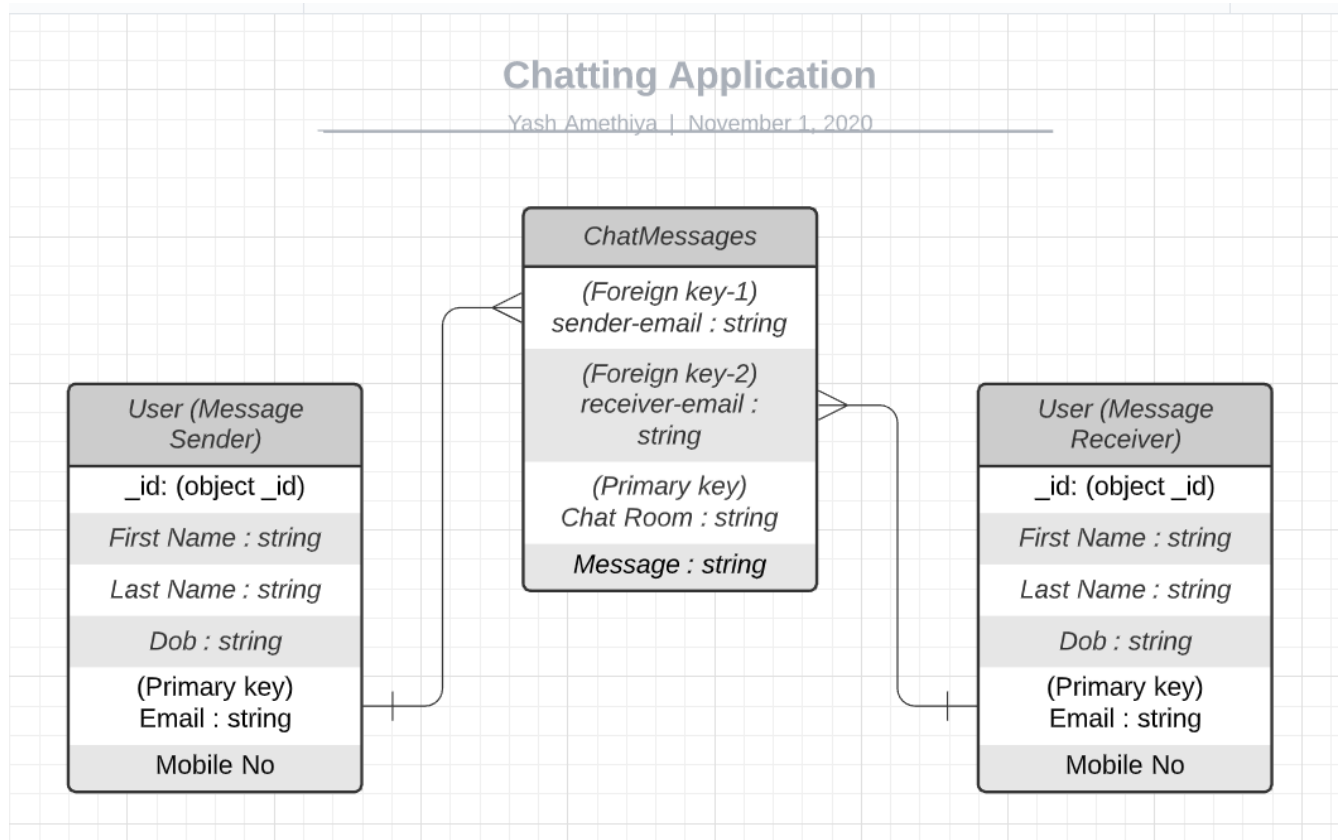 Chatting Application
Yash Amethiya | November 1, 2020
ChatMessages
(Foreign key-1)
sender-email : string
(Foreign key-2)
receiver-email :
string
(Primary key)
Chat Room : string
Message : string
User (Message
Sender)
_id: (object _id)
First Name : string
Last Name : string
Dob : string
(Primary key)
Email : string
Mobile No
User (Message
Receiver)
_id: (object _id)
First Name : string
Last Name : string
Dob : string
(Primary key)
Email : string
Mobile No